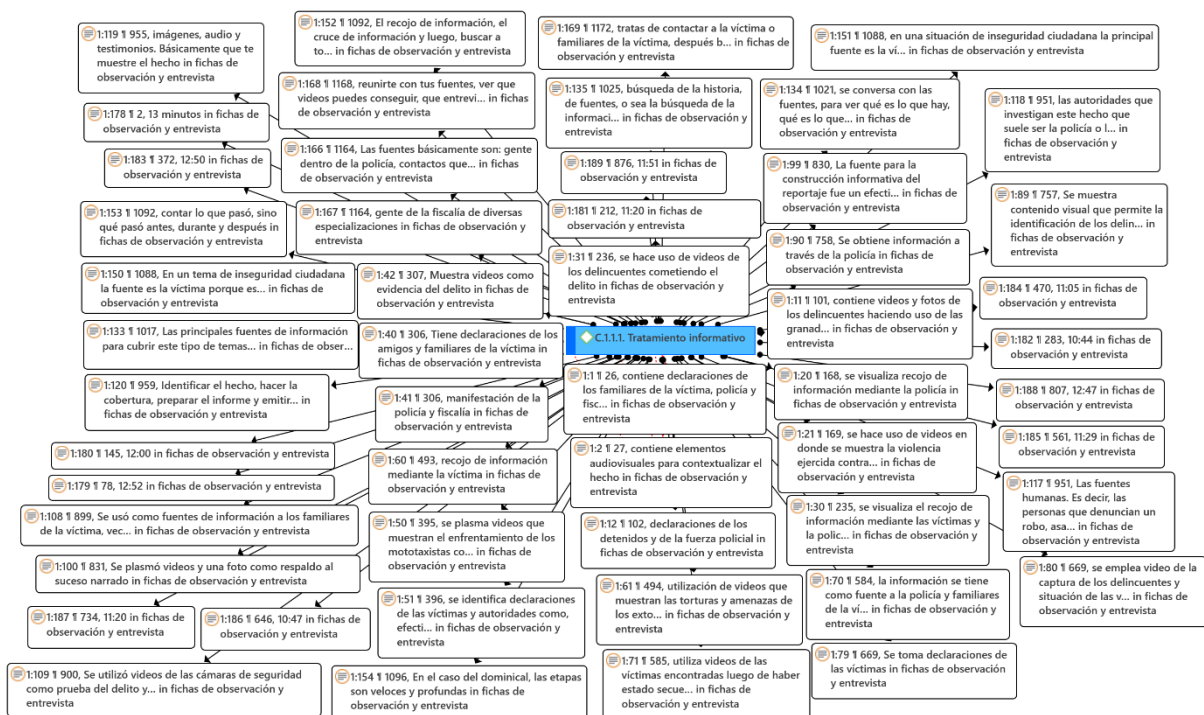 1:119 ¶ 955, imágenes, audio y
testimonios. Básicamente que te
muestre el hecho in fichas de
observación y entrevista
1:152 ¶ 1092, El recojo de información, el
cruce de información y luego, buscar a
to... in fichas de observación y
entrevista
1:169 ¶ 1172, tratas de contactar a la víctima o
familiares de la víctima, después b... in fichas de
observación y entrevista
1:151 ¶ 1088, en una situación de inseguridad ciudadana la principal
fuente es la ví... in fichas de observación y entrevista
1:178 ¶ 2, 13 minutos in fichas de
observación y entrevista
1:168 ¶ 1168, reunirte con tus fuentes, ver que
videos puedes conseguir, que entrevi... in fichas
de observación y entrevista
1:135 ¶ 1025, búsqueda de la historia,
de fuentes, o sea la búsqueda de la
informaci... in fichas de observación y
entrevista
1:134 ¶ 1021, se conversa con las
fuentes, para ver qué es lo que hay,
qué es lo que... in fichas de
observación y entrevista
1:118 ¶ 951, las autoridades que
investigan este hecho que
suele ser la policía o l... in
fichas de observación y
entrevista
1:183 ¶ 372, 12:50 in fichas de
observación y entrevista
1:166 ¶ 1164, Las fuentes básicamente son: gente
dentro de la policía, contactos que... in fichas
de observación y entrevista
1:189 ¶ 876, 11:51 in fichas de
observación y entrevista
1:99 ¶ 830, La fuente para la
construcción informativa del
reportaje fue un efecti... in fichas de
observación y entrevista
1:89 ¶ 757, Se muestra
contenido visual que permite la
identificación de los delin...
in fichas de observación y
entrevista
1:153 ¶ 1092, contar lo que pasó, sino
qué pasó antes, durante y después in
fichas de observación y entrevista
1:167 ¶ 1164, gente de la fiscalía de diversas
especializaciones in fichas de observación y
entrevista
1:181 ¶ 212, 11:20 in fichas de
observación y entrevista
1:90 ¶ 758, Se obtiene información a
través de la policía in fichas de
observación y entrevista
1:150 ¶ 1088, En un tema de inseguridad ciudadana
la fuente es la víctima porque es... in fichas de
observación y entrevista
1:42 ¶ 307, Muestra videos como
evidencia del delito in fichas de
observación y entrevista
1:31 ¶ 236, se hace uso de videos de
los delincuentes cometiendo el
delito in fichas de observación y
entrevista
1:11 ¶ 101, contiene videos y fotos de
los delincuentes haciendo uso de las
granad... in fichas de observación y
entrevista
1:184 ¶ 470, 11:05 in fichas de
observación y entrevista
1:133 ¶ 1017, Las principales fuentes de información
para cubrir este tipo de temas... in fichas de obser...
1:40 ¶ 306, Tiene declaraciones de los
amigos y familiares de la víctima in
fichas de observación y entrevista
C.1.1.1. Tratamiento informativo
1:182 ¶ 283, 10:44 in fichas de
observación y entrevista
1:120 ¶ 959, Identificar el hecho, hacer la
cobertura, preparar el informe y emitir... in
fichas de observación y entrevista
1:41 ¶ 306, manifestación de la
policía y fiscalía in fichas de
observación y entrevista
1:1 ¶ 26, contiene declaraciones de
los familiares de la víctima, policía y
fisc... in fichas de observación y
entrevista
1:20 ¶ 168, se visualiza recojo de
información mediante la policía in
fichas de observación y entrevista
1:188 ¶ 807, 12:47 in fichas de
observación y entrevista
1:180 ¶ 145, 12:00 in fichas de observación y entrevista
1:60 ¶ 493, recojo de información
mediante la víctima in fichas de
observación y entrevista
1:2 ¶ 27, contiene elementos
audiovisuales para contextualizar el
hecho in fichas de observación y
entrevista
1:21 ¶ 169, se hace uso de videos en
donde se muestra la violencia
ejercida contra... in fichas de
observación y entrevista
1:185 ¶ 561, 11:29 in fichas de
observación y entrevista
1:179 ¶ 78, 12:52 in fichas de observación y entrevista
1:117 ¶ 951, Las fuentes
humanas. Es decir, las
personas que denuncian un
robo, asa... in fichas de
observación y entrevista
1:108 ¶ 899, Se usó como fuentes de información a los familiares
de la víctima, vec... in fichas de observación y entrevista
1:50 ¶ 395, se plasma videos que
muestran el enfrentamiento de los
mototaxistas co... in fichas de
observación y entrevista
1:12 ¶ 102, declaraciones de los
detenidos y de la fuerza policial in
fichas de observación y entrevista
1:30 ¶ 235, se visualiza el recojo de
información mediante las víctimas y
la polic... in fichas de observación y
entrevista
1:100 ¶ 831, Se plasmó videos y una foto como respaldo al
suceso narrado in fichas de observación y entrevista
1:80 ¶ 669, se emplea video de la
captura de los delincuentes y
situación de las v... in fichas de
observación y entrevista
1:187 ¶ 734, 11:20 in fichas de
observación y entrevista
1:186 ¶ 646, 10:47 in fichas de
observación y entrevista
1:51 ¶ 396, se identifica
declaraciones de las víctimas y
autoridades como,
efecti... in fichas de observación y
entrevista
1:61 ¶ 494, utilización de videos que
muestran las torturas y amenazas de
los exto... in fichas de observación y
entrevista
1:70 ¶ 584, la información se tiene
como fuente a la policía y familiares
de la ví... in fichas de observación y
entrevista
1:109 ¶ 900, Se utilizó videos de las cámaras de seguridad
como prueba del delito y... in fichas de observación y
entrevista
1:154 ¶ 1096, En el caso del dominical, las etapas
son veloces y profundas in fichas de
observación y entrevista
1:71 ¶ 585, utiliza videos de las
víctimas encontradas luego de haber
estado secue... in fichas de
observación y entrevista
1:79 ¶ 669, Se toma declaraciones de
las víctimas in fichas de observación
y entrevista